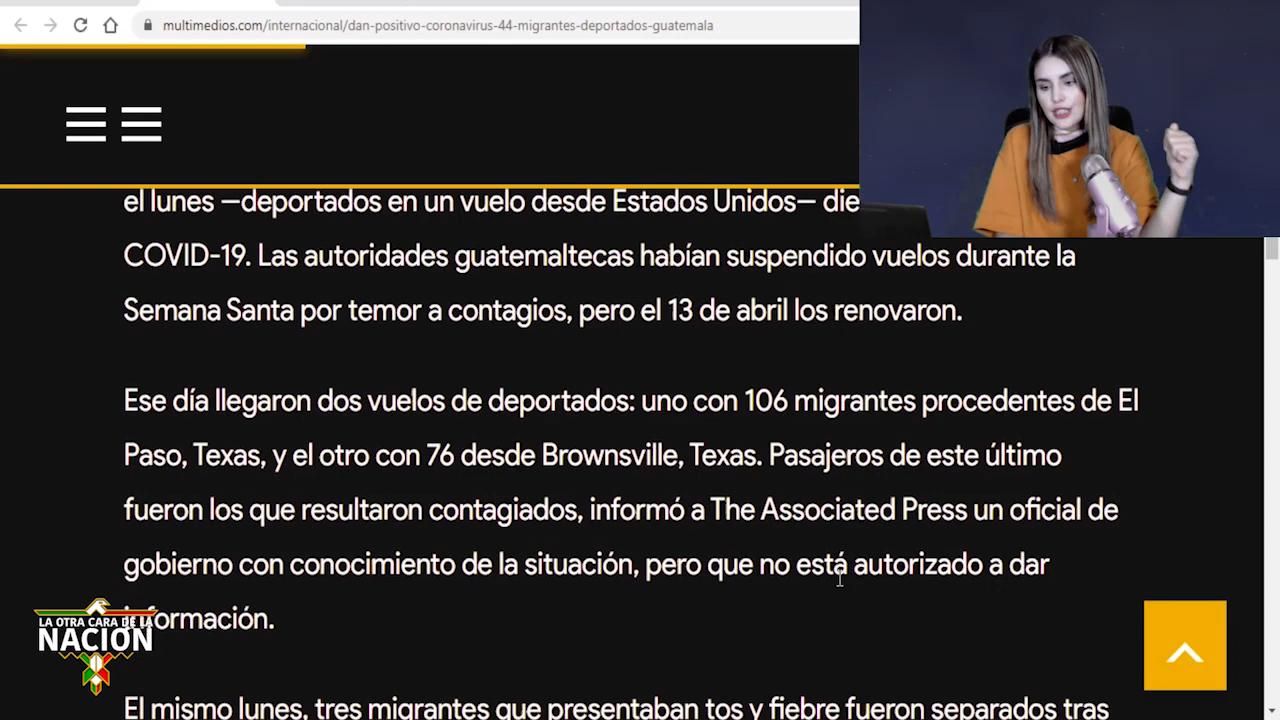 multimedios.com/internacional/dan-positivo-coronavirus-44-migrantes-deportados-guatemala
el lunes —deportados en un vuelo desde Estados Unidos— die
COVID-19. Las autoridades guatemaltecas habían suspendido vuelos durante la
Semana Santa por temor a contagios, pero el 13 de abril los renovaron.
Ese día llegaron dos vuelos de deportados: uno con 106 migrantes procedentes de El
Paso, Texas, y el otro con 76 desde Brownsville, Texas. Pasajeros de este último
fueron los que resultaron contagiados, informó a The Associated Press un oficial de
gobierno con conocimiento de la situación, pero que no está autorizado a dar
información.
LA OTRA CARA DE LA
NACIÓN
El mismo lunes, tres migrantes que presentaban tos y fiebre fueron separados tras